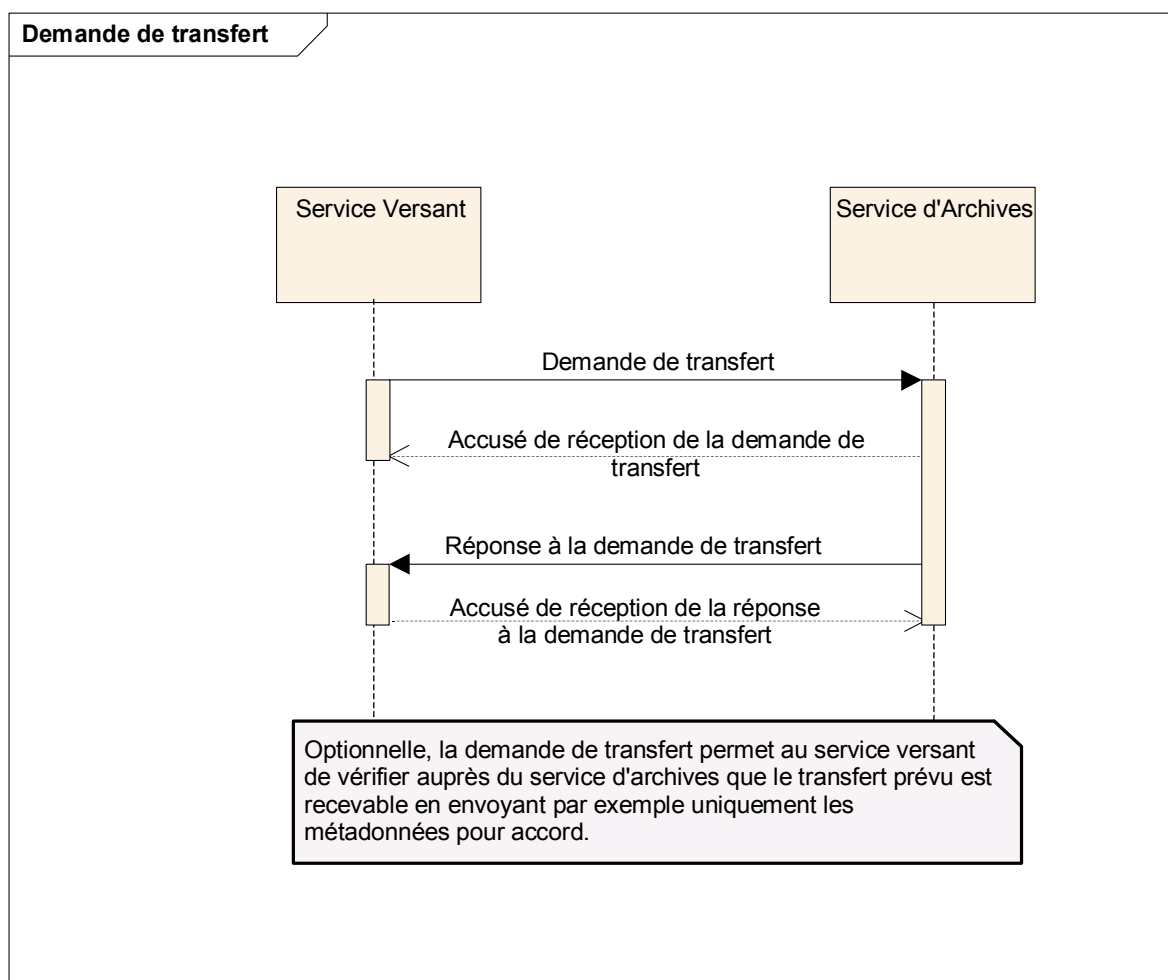 Demande de transfert
Service Versant
Service d'Archives
Demande de transfert
Accusé de réception de la demande de
transfert
Réponse à la demande de transfert
Accusé de réception de la réponse
à la demande de transfert
Optionnelle, la demande de transfert permet au service versant
de vérifier auprès du service d'archives que le transfert prévu est
recevable en envoyant par exemple uniquement les
métadonnées pour accord.